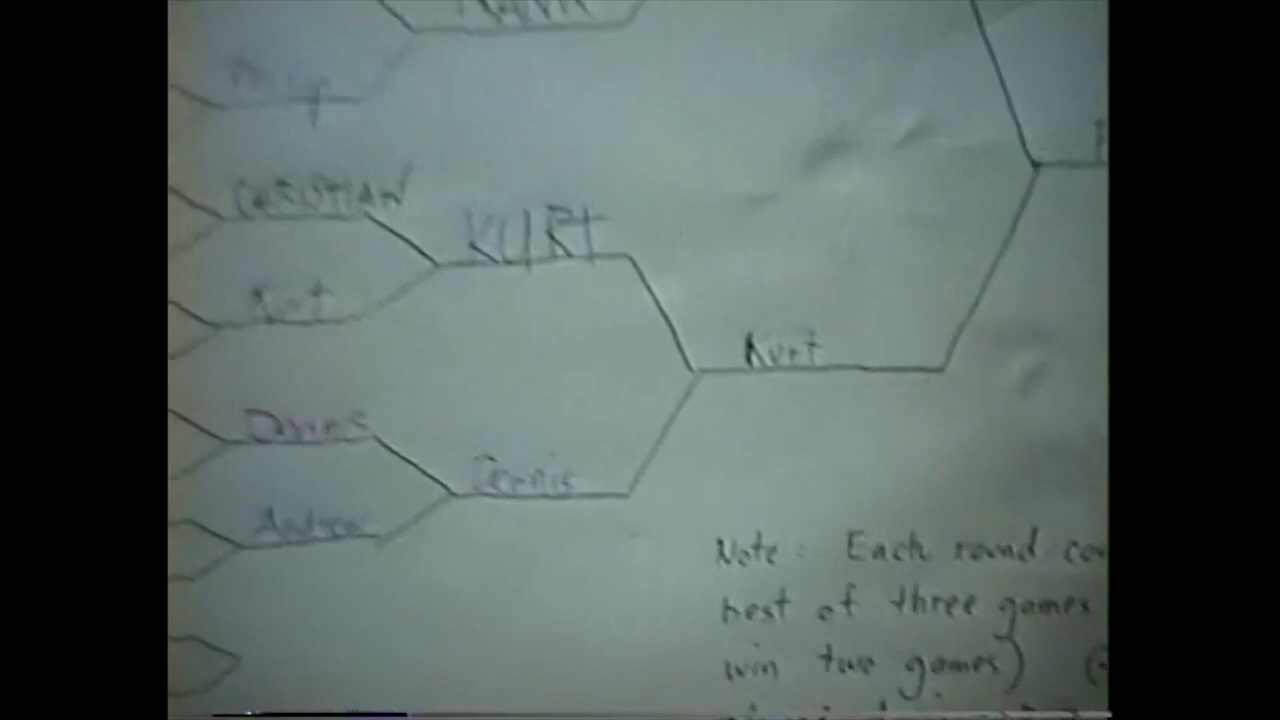 CHRISTIAN
KURT
Kurt
Kurt
Dennis
Dennis
Andrew
Note: Each round
best of three games
win two games)